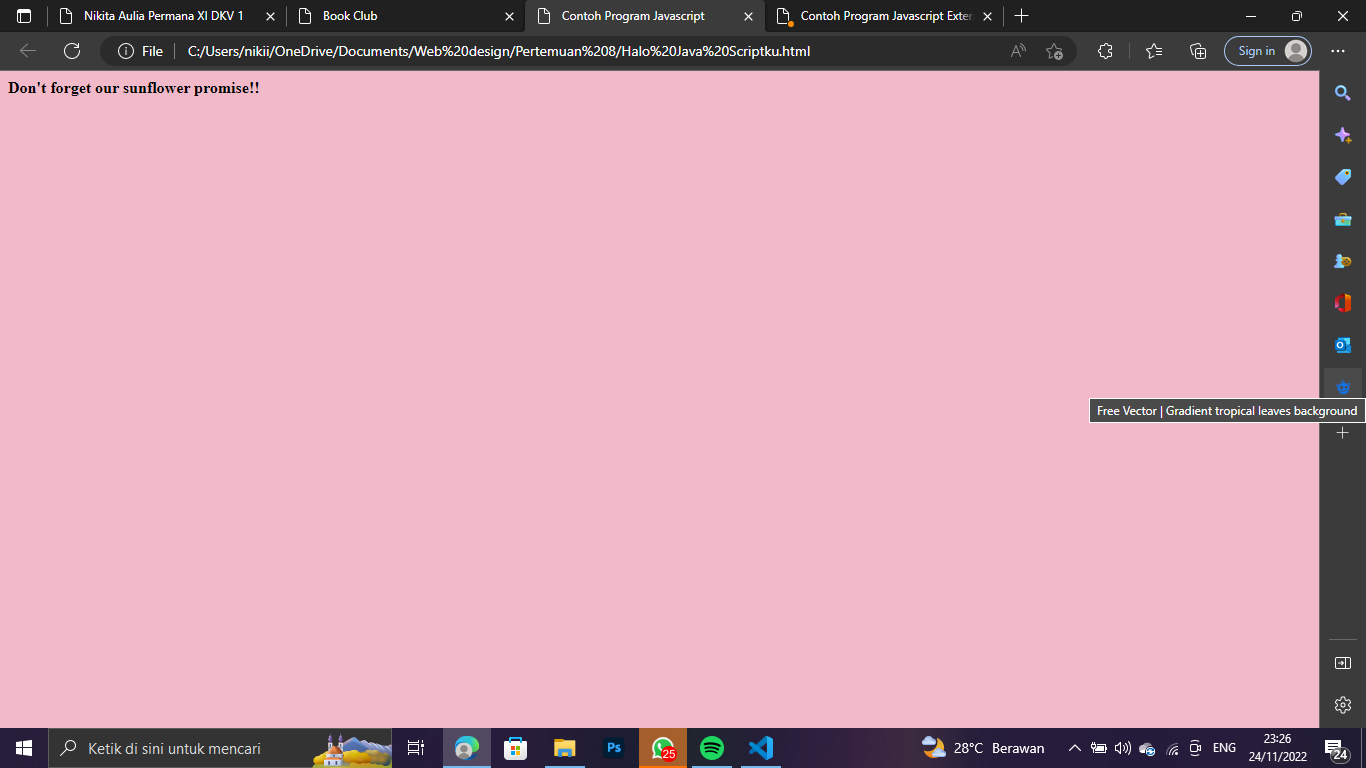 Nikita Aulia Permana XI DKV 1
Book Club
Contoh Program Javascript
Contoh Program Javascript Exter
File
C:/Users/nikii/OneDrive/Documents/Web%20design/Pertemuan%208/Halo%20Java%20Scriptku.html
Sign in
Don't forget our sunflower promise!!
Free Vector | Gradient tropical leaves background
Ketik di sini untuk mencari
Ps
25
28°C Berawan
ENG
23:26
24/11/2022
24